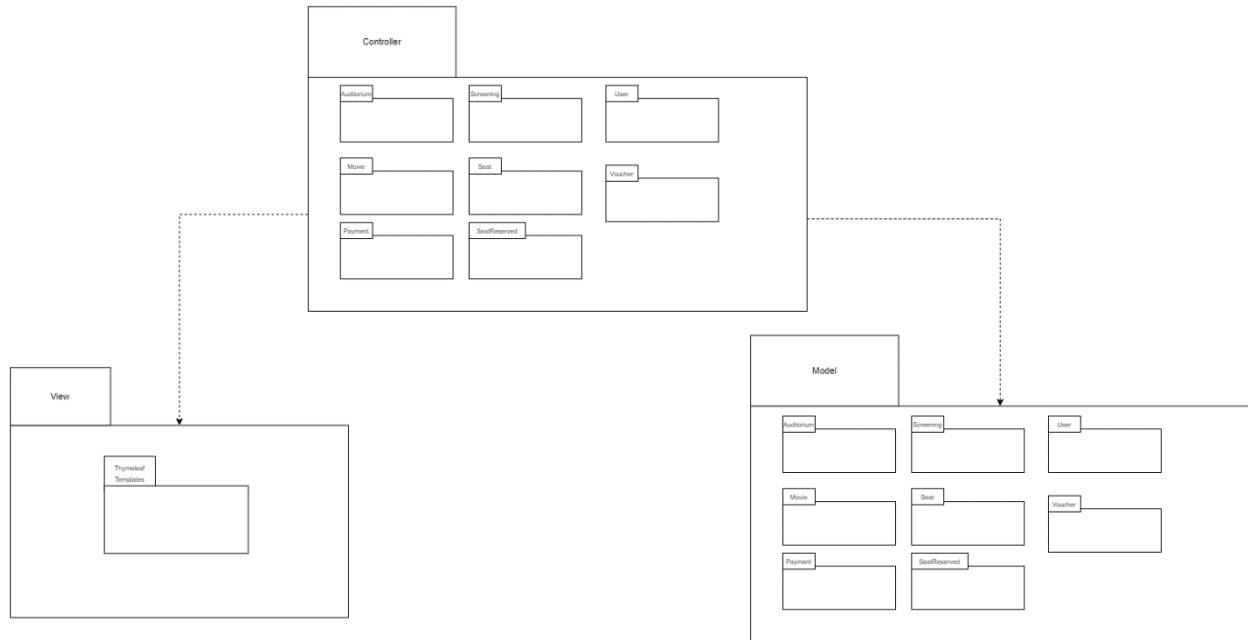 Controller
Auditorium
Screening
User
Movie
Seat
Voucher
Payment
SeatReserved
View
Thymeleaf
Templates
Model
Auditorium
Screening
User
Movie
Seat
Voucher
Payment
SeatReserved